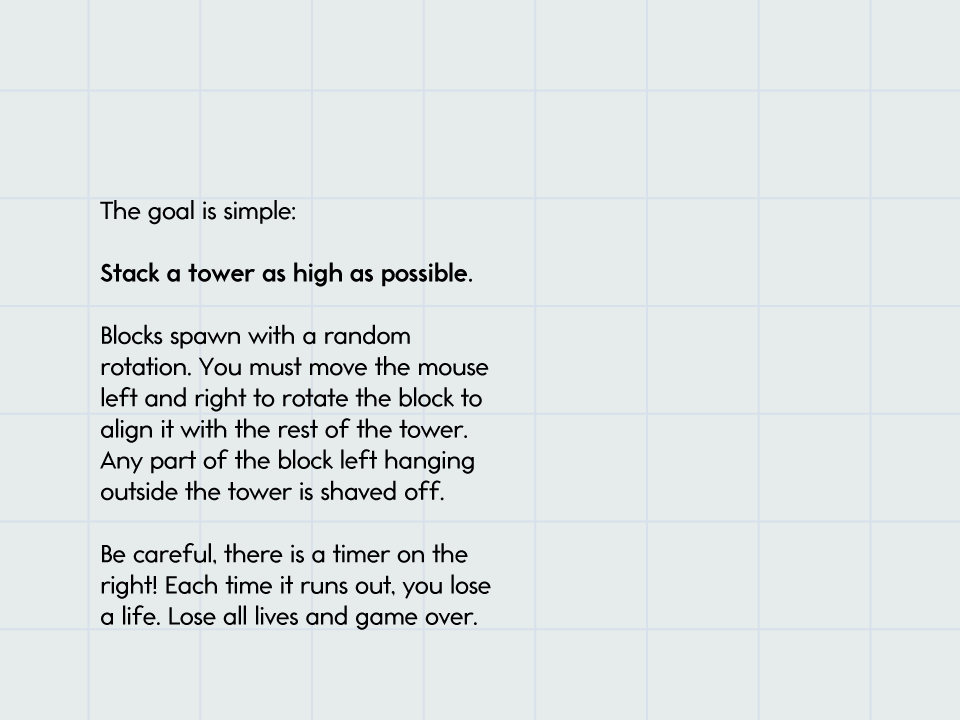 The goal is simple:
Stack a tower as high as possible.
Blocks spawn with a random
rotation. You must move the mouse
left and right to rotate the block to
align it with the rest of the tower.
Any part of the block left hanging
outside the tower is shaved off.
Be careful, there is a timer on the
right! Each time it runs out, you lose
a life. Lose all lives and game over.